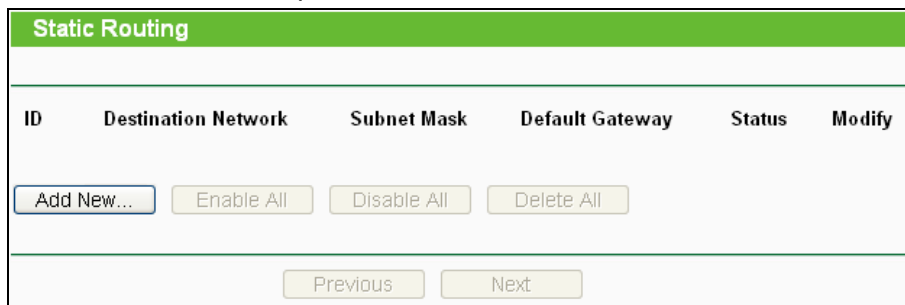 Static Routing
ID Destination Network Subnet Mask Default Gateway Status Modify
Add New... Enable All Disable All Delete All
Previous Next